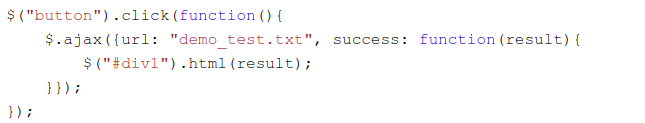 $("button").click(function(){
    $.ajax({url: "demo_test.txt", success: function(result){
        $("#div1").html(result);
    }});
});